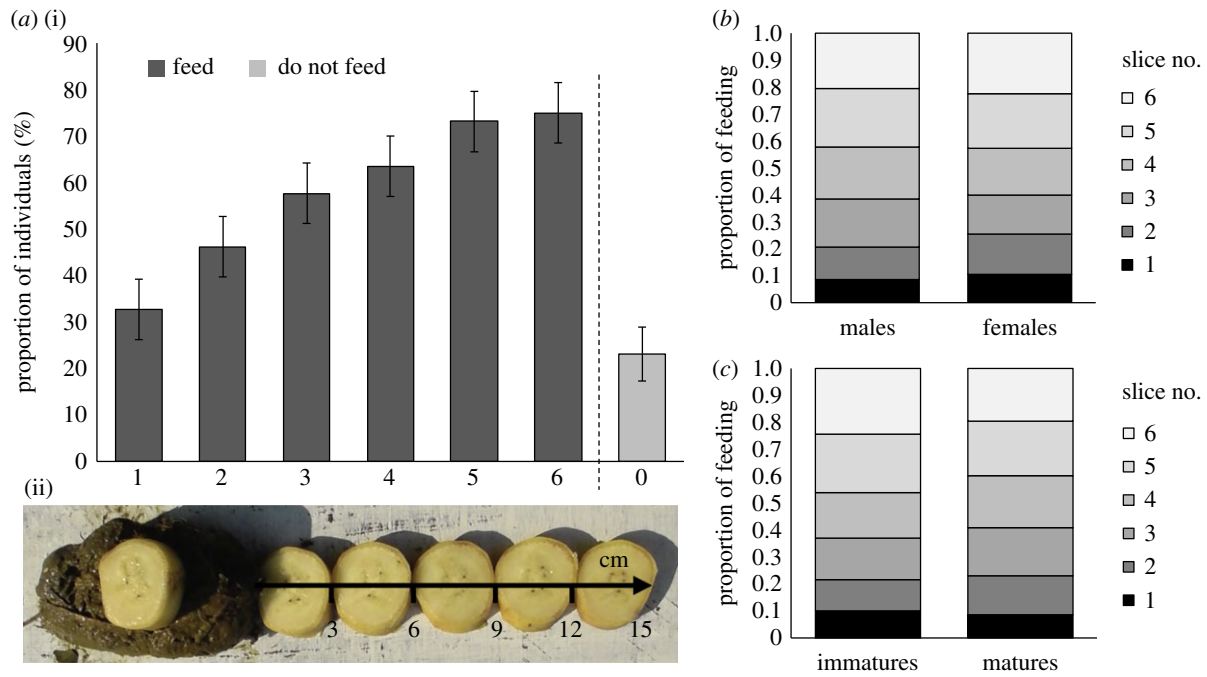 (a) (i)
90
80
70
60
50
40
30
20
10
0
proportion of individuals (%)
feed
do not feed
1 2 3 4 5 6 0
(ii)
cm
3 6 9 12 15
(b)
1.0
0.9
0.8
0.7
0.6
0.5
0.4
0.3
0.2
0.1
0
proportion of feeding
males females
slice no.
6
5
4
3
2
1
(c)
1.0
0.9
0.8
0.7
0.6
0.5
0.4
0.3
0.2
0.1
0
proportion of feeding
immatures matures
slice no.
6
5
4
3
2
1